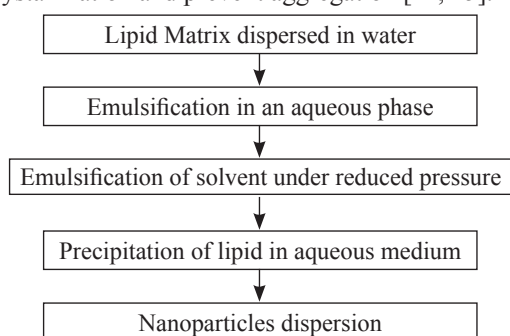 Lipid Matrix dispersed in water
Emulsification in an aqueous phase
Emulsification of solvent under reduced pressure
Precipitation of lipid in aqueous medium
Nanoparticles dispersion